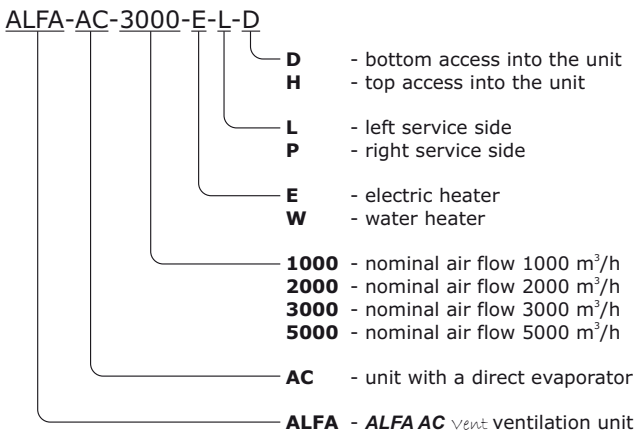 ALFA-AC-3000-E-L-D
D - bottom access into the unit
H - top access into the unit
L - left service side
P - right service side
E - electric heater
W - water heater
1000 - nominal air flow 1000 m³/h
2000 - nominal air flow 2000 m³/h
3000 - nominal air flow 3000 m³/h
5000 - nominal air flow 5000 m³/h
AC - unit with a direct evaporator
ALFA - ALFA AC vent ventilation unit